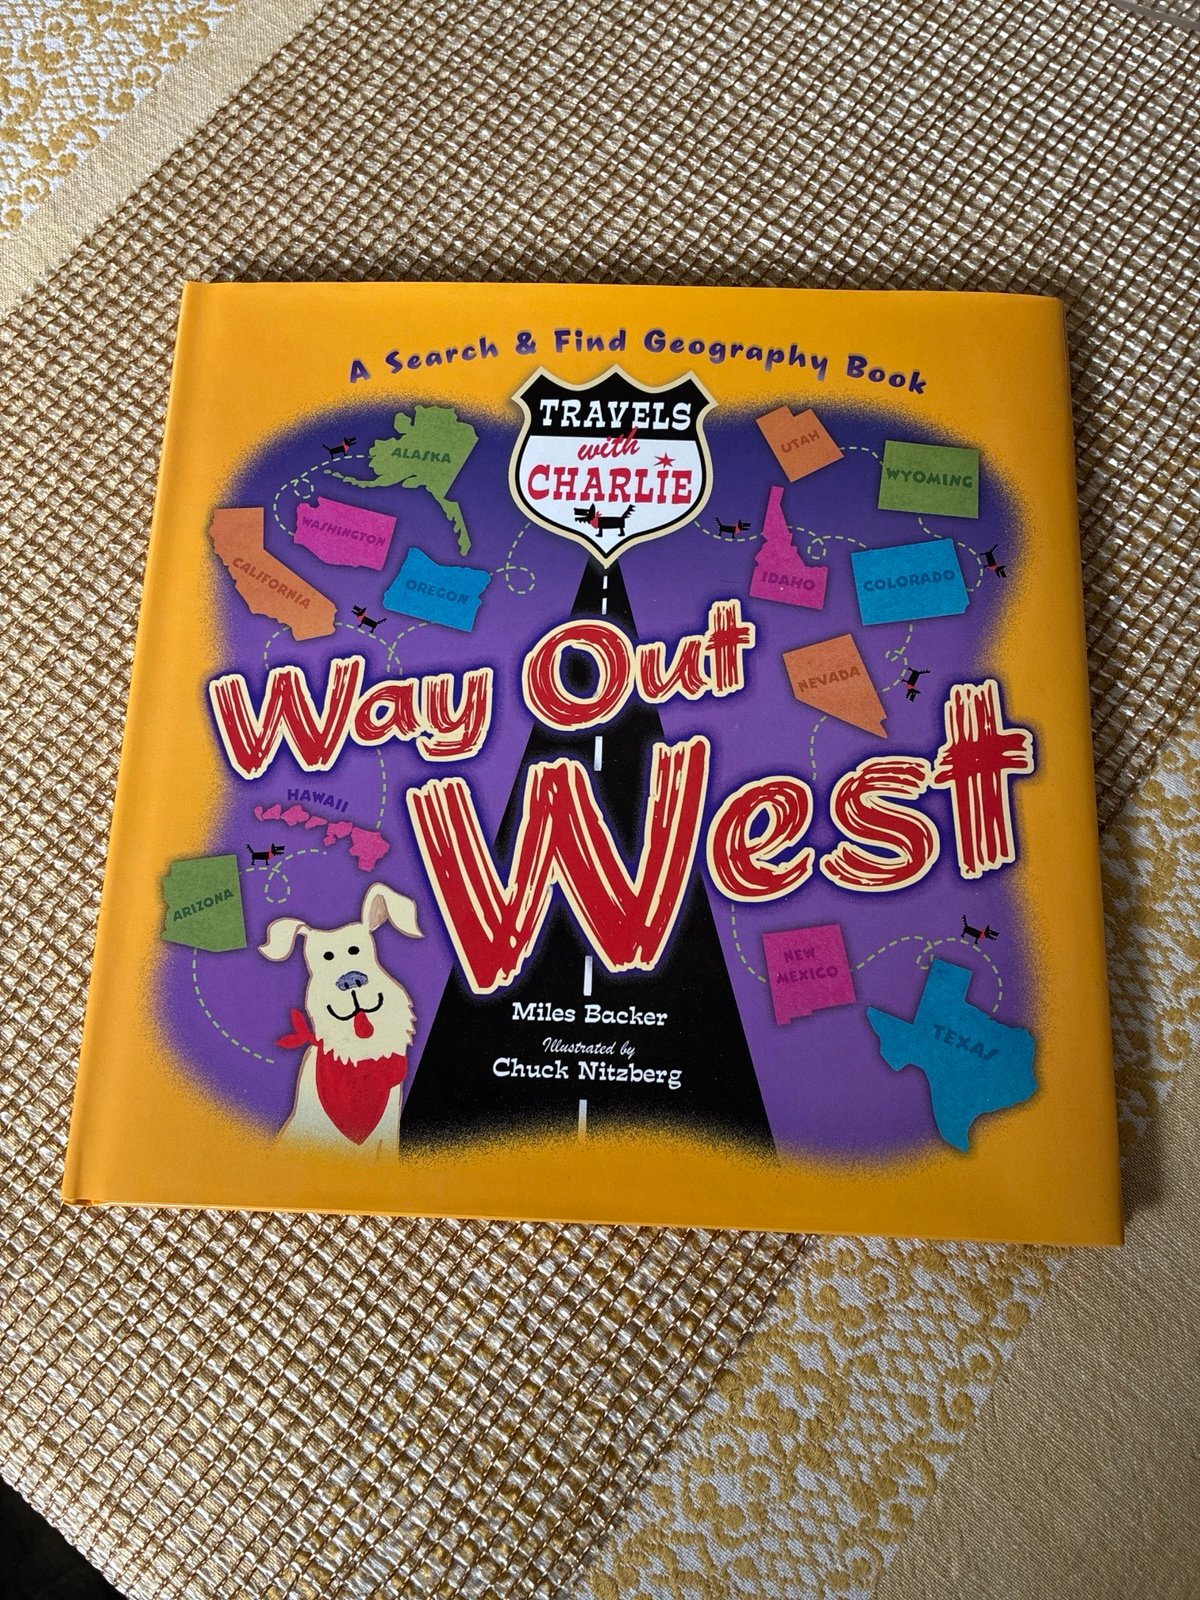 A Search & Find Geography Book
TRAVELS
with
CHARLIE
ALASKA
WASHINGTON
CALIFORNIA
OREGON
UTAH
WYOMING
IDAHO
COLORADO
NEVADA
Way Out
West
HAWAII
ARIZONA
NEW
MEXICO
TEXAS
Miles Backer
Illustrated by
Chuck Nitzberg